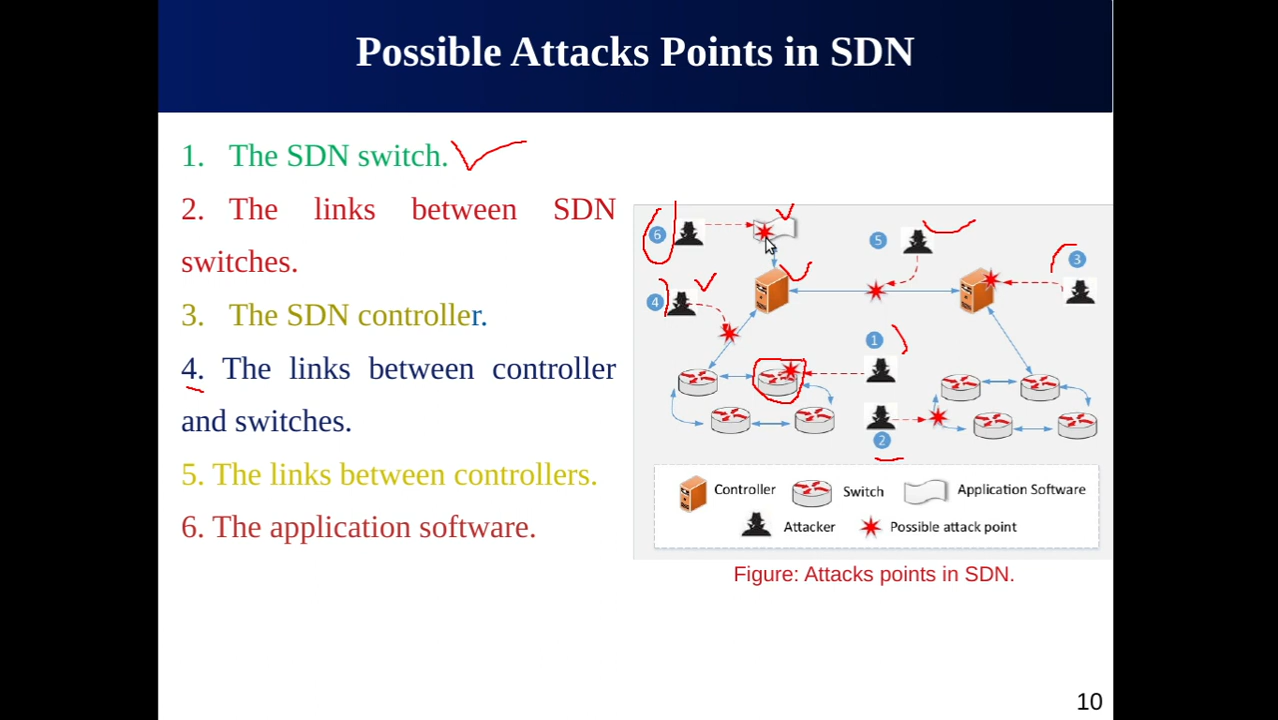 Possible Attacks Points in SDN
1. The SDN switch.
2. The links between SDN
switches.
3. The SDN controller.
4. The links between controller
and switches.
5. The links between controllers.
6. The application software.
6
5
3
4
1
2
Controller Switch Application Software
Attacker Possible attack point
Figure: Attacks points in SDN.
10